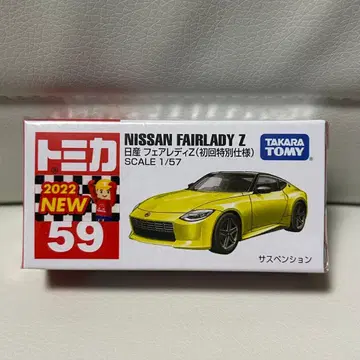 トミカ
2022
NEW
59
NISSAN FAIRLADY Z
日産 フェアレディZ(初回特別仕様)
SCALE 1/57
TAKARA
TOMY
サスペンション